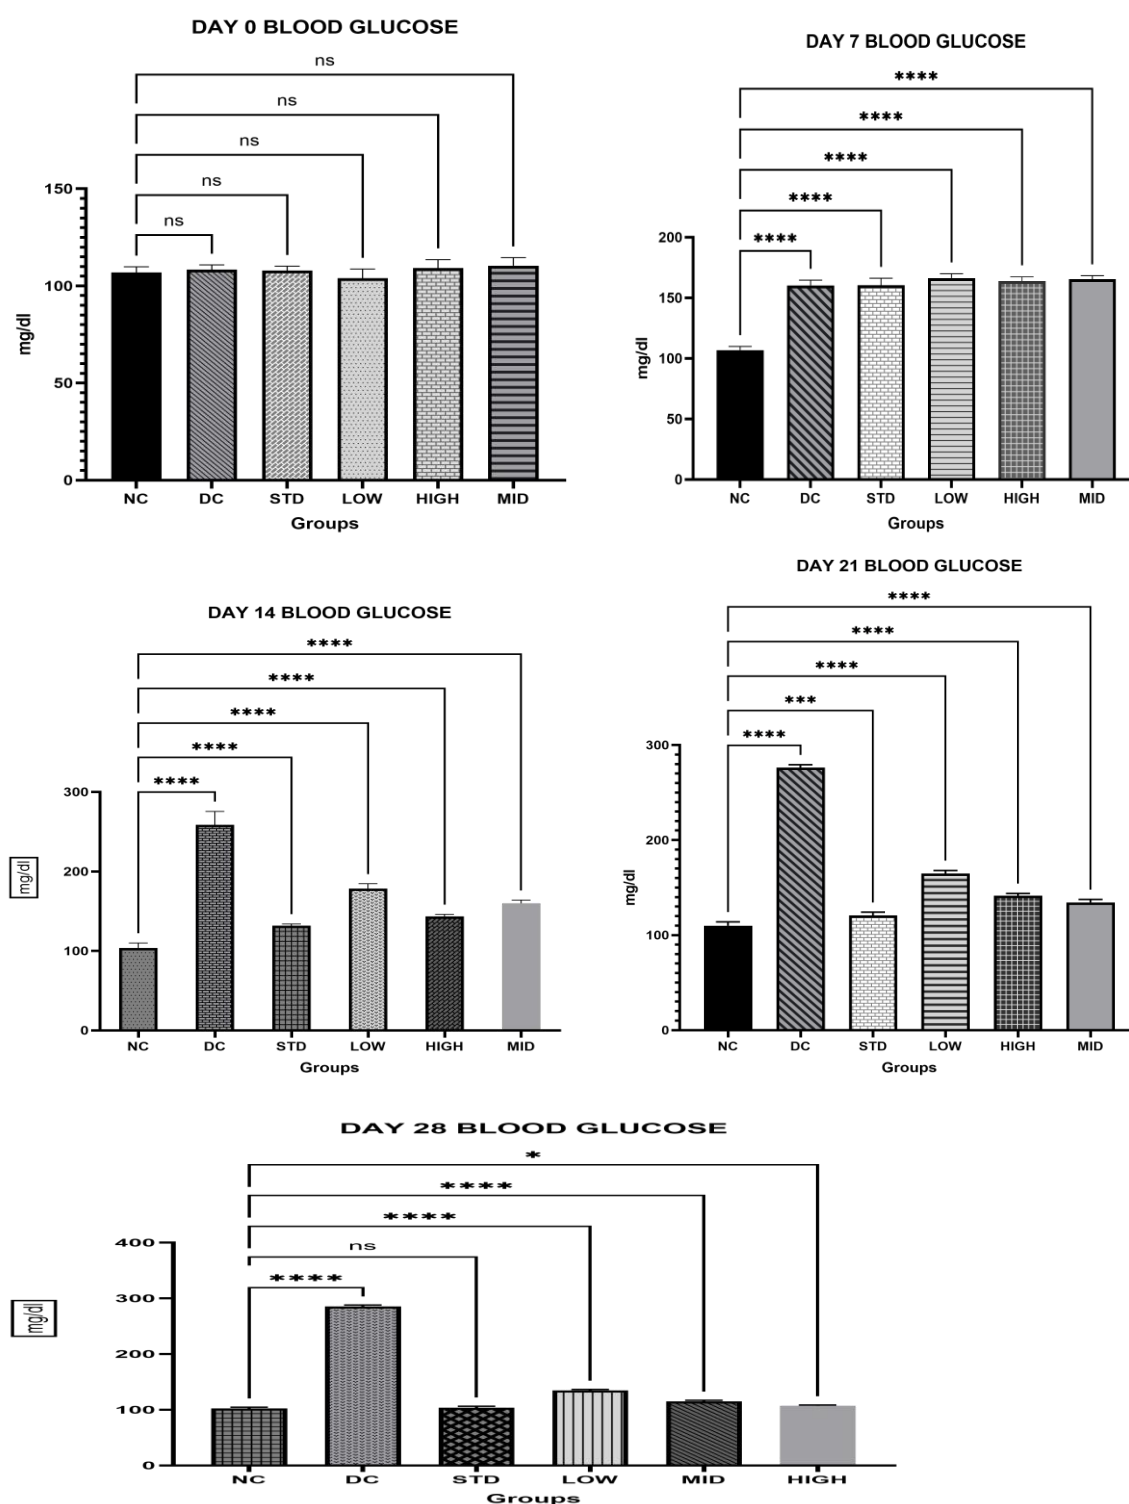 DAY 0 BLOOD GLUCOSE
ns
ns
ns
ns
ns
150
100
50
0
mg/dl
NC DC STD LOW HIGH MID
Groups
DAY 7 BLOOD GLUCOSE
****
****
****
****
****
200
150
100
50
0
mg/dl
NC DC STD LOW HIGH MID
Groups
DAY 14 BLOOD GLUCOSE
****
****
****
****
****
300
200
100
0
mg/dl
NC DC STD LOW HIGH MID
Groups
DAY 21 BLOOD GLUCOSE
****
****
****
***
****
300
200
100
0
mg/dl
NC DC STD LOW HIGH MID
Groups
DAY 28 BLOOD GLUCOSE
*
****
****
ns
****
400
300
200
100
0
mg/dl
NC DC STD LOW MID HIGH
Groups